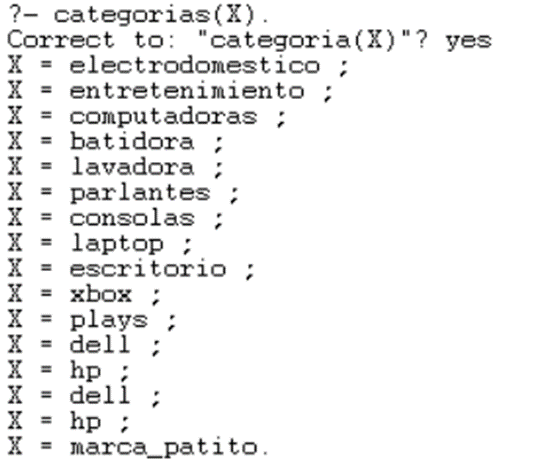 ?- categorias(X).
Correct to: "categoria(X)"? yes
X = electrodomestico ;
X = entretenimiento ;
X = computadoras ;
X = batidora ;
X = lavadora ;
X = parlantes ;
X = consolas ;
X = laptop ;
X = escritorio ;
X = xbox ;
X = plays ;
X = dell ;
X = hp ;
X = dell ;
X = hp ;
X = marca_patito.